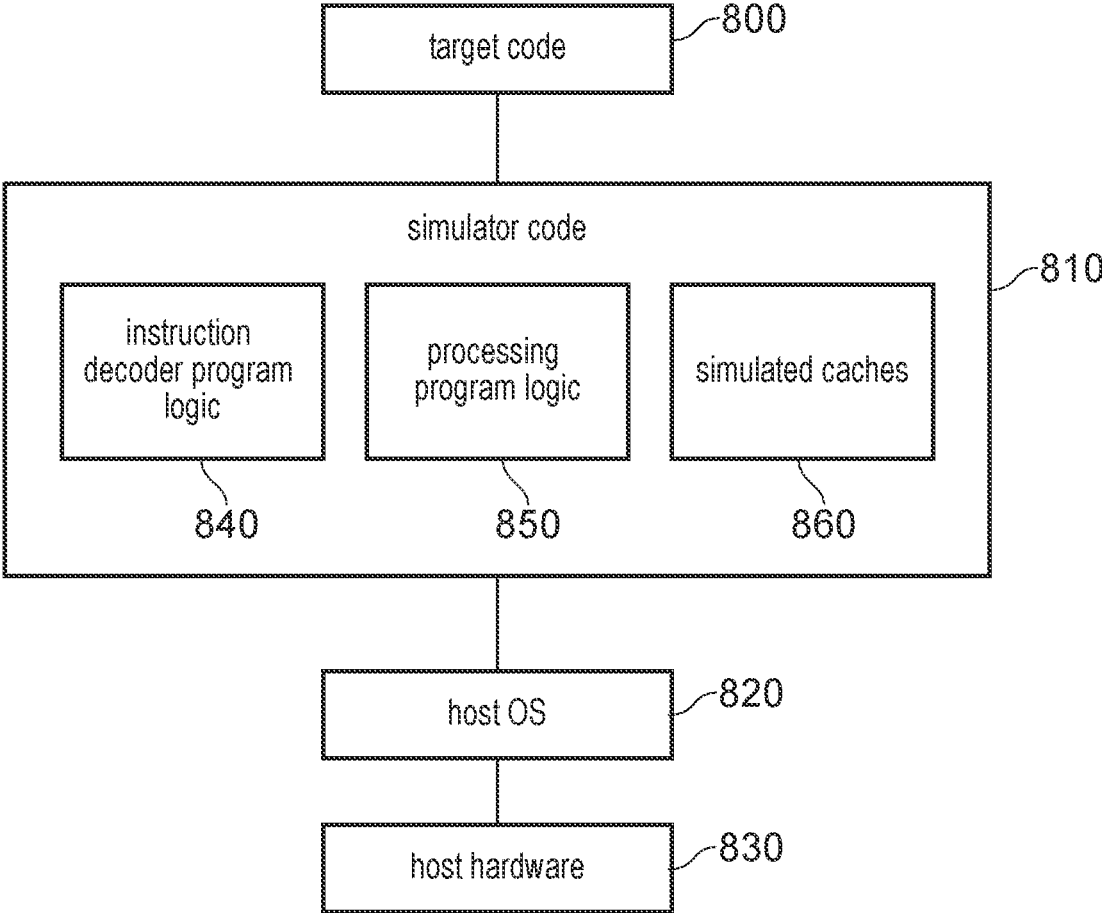 800
target code
simulator code
810
instruction
decoder program
logic
processing
program logic
simulated caches
840
850
860
820
host OS
830
host hardware